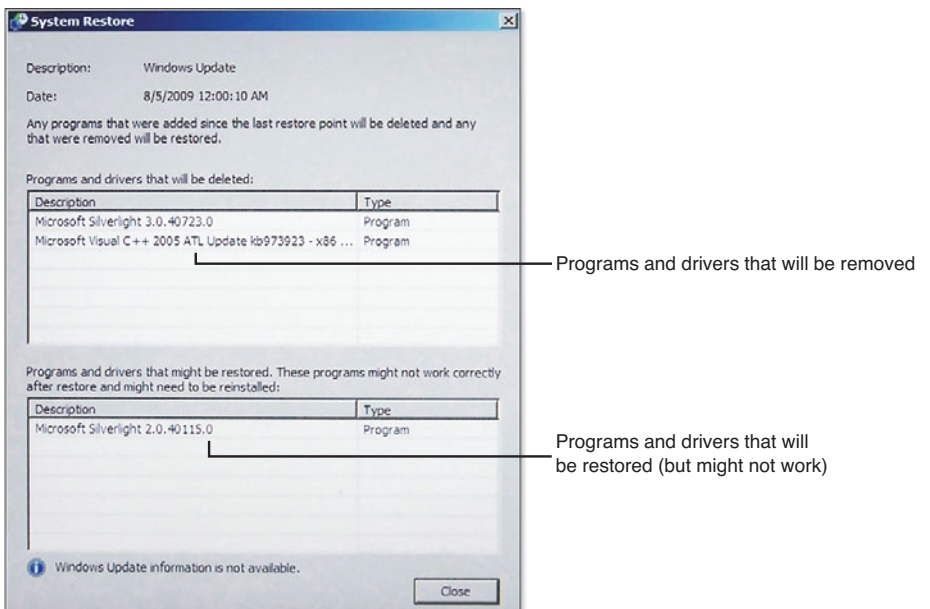 System Restore
Description: Windows Update
Date: 8/5/2009 12:00:10 AM
Any programs that were added since the last restore point will be deleted and any
that were removed will be restored.
Programs and drivers that will be deleted:
Description Type
Microsoft Silverlight 3.0.40723.0 Program
Microsoft Visual C++ 2005 ATL Update kb973923 - x86 ... Program
Programs and drivers that will be removed
Programs and drivers that might be restored. These programs might not work correctly
after restore and might need to be reinstalled:
Description Type
Microsoft Silverlight 2.0.40115.0 Program
Programs and drivers that will
be restored (but might not work)
Windows Update information is not available.
Close